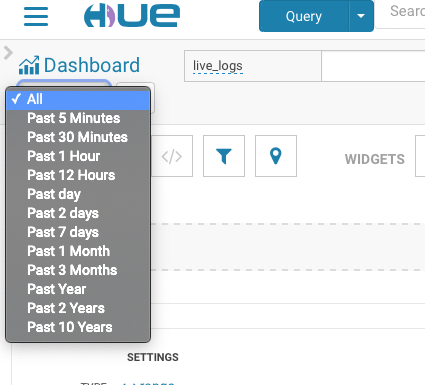 HUE
Query
Sear
Dashboard
live_logs
✓ All
Past 5 Minutes
Past 30 Minutes
Past 1 Hour
Past 12 Hours
Past day
Past 2 days
Past 7 days
Past 1 Month
Past 3 Months
Past Year
Past 2 Years
Past 10 Years
</>
WIDGETS
SETTINGS